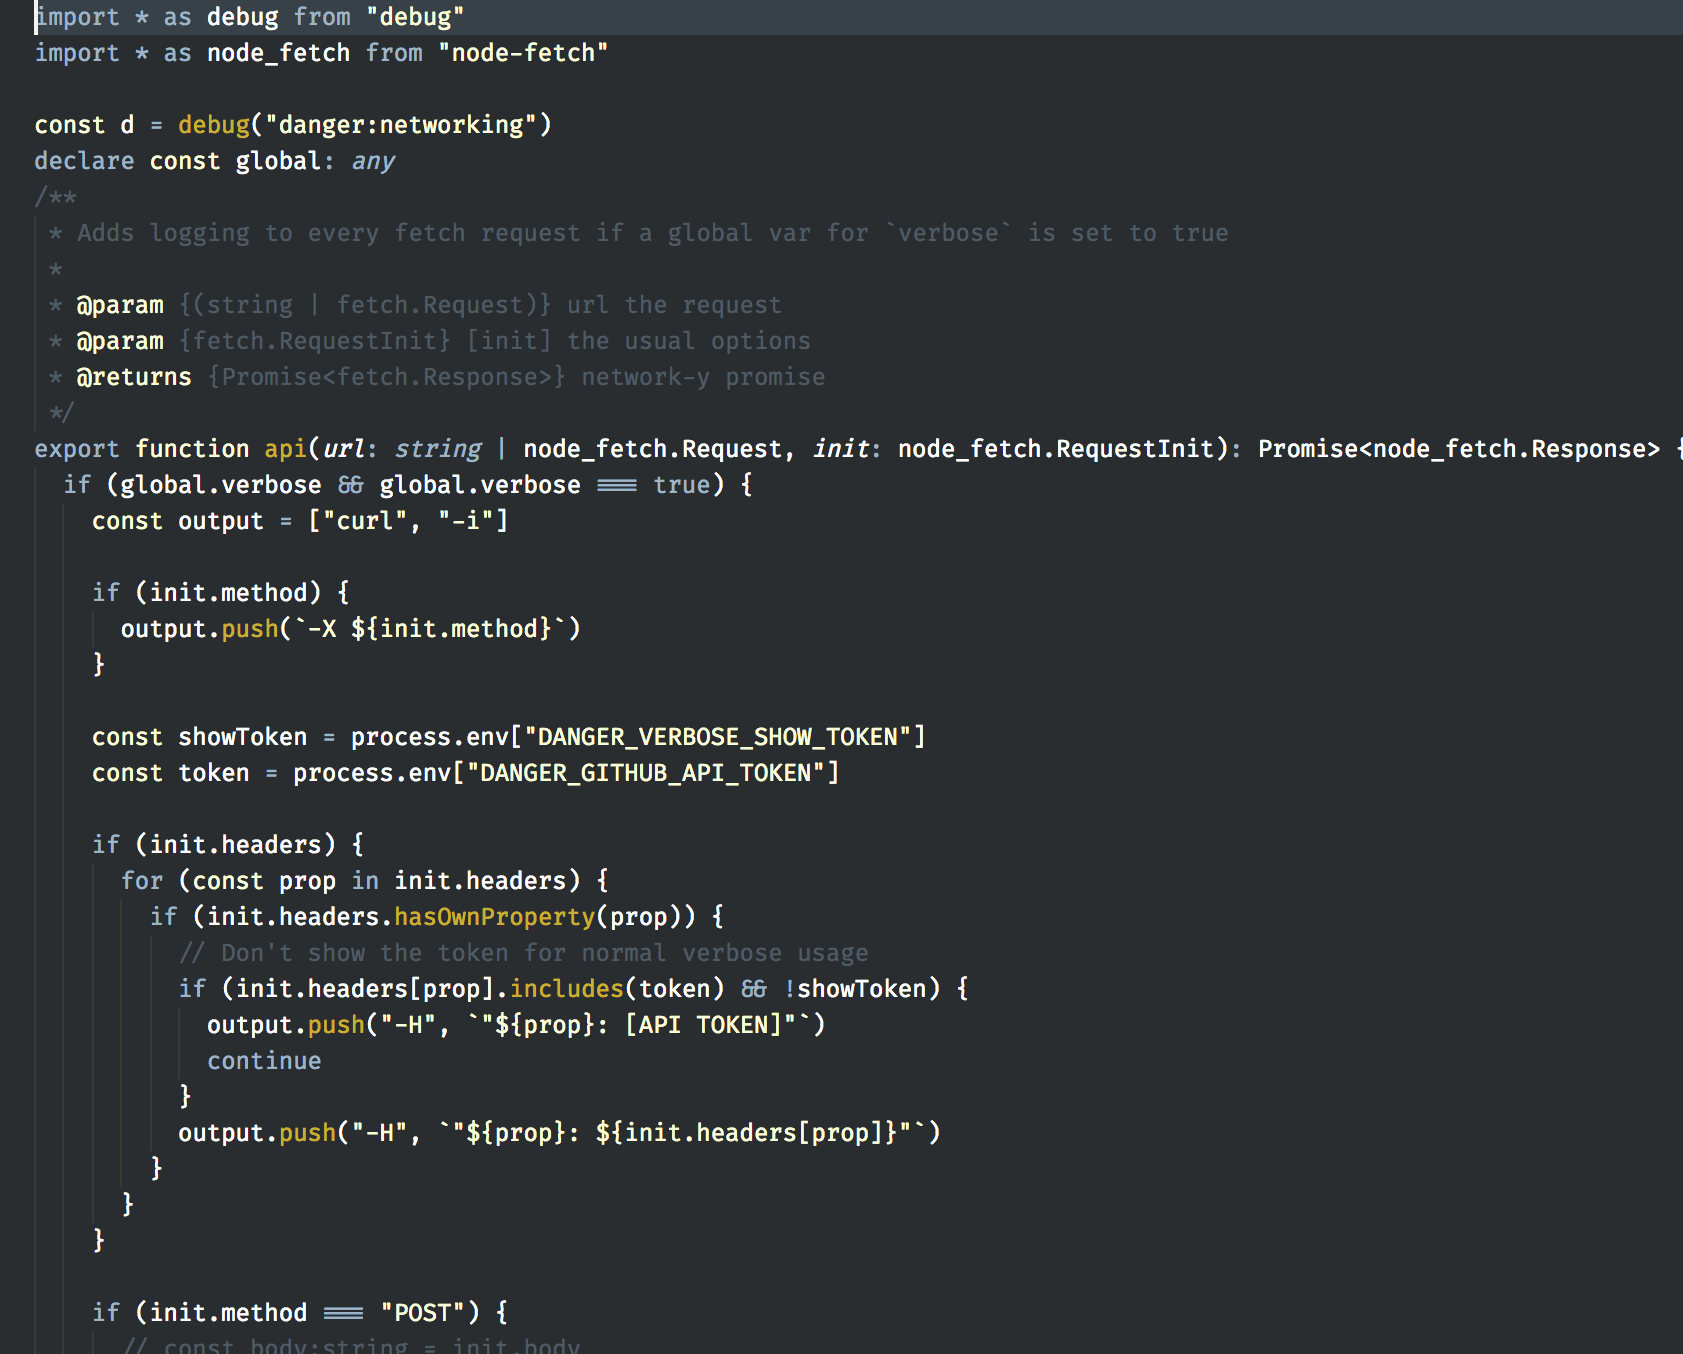 import * as debug from "debug"
import * as node_fetch from "node-fetch"

const d = debug("danger:networking")
declare const global: any
/**
 * Adds logging to every fetch request if a global var for `verbose` is set to true
 *
 * @param {(string | fetch.Request)} url the request
 * @param {fetch.RequestInit} [init] the usual options
 * @returns {Promise<fetch.Response>} network-y promise
 */
export function api(url: string | node_fetch.Request, init: node_fetch.RequestInit): Promise<node_fetch.Response> {
  if (global.verbose && global.verbose === true) {
    const output = ["curl", "-i"]

    if (init.method) {
      output.push(`-X ${init.method}`)
    }

    const showToken = process.env["DANGER_VERBOSE_SHOW_TOKEN"]
    const token = process.env["DANGER_GITHUB_API_TOKEN"]

    if (init.headers) {
      for (const prop in init.headers) {
        if (init.headers.hasOwnProperty(prop)) {
          // Don't show the token for normal verbose usage
          if (init.headers[prop].includes(token) && !showToken) {
            output.push("-H", `"${prop}: [API TOKEN]"`)
            continue
          }
          output.push("-H", `"${prop}: ${init.headers[prop]}"`)
        }
      }
    }

    if (init.method === "POST") {
      // const body:string = init.body